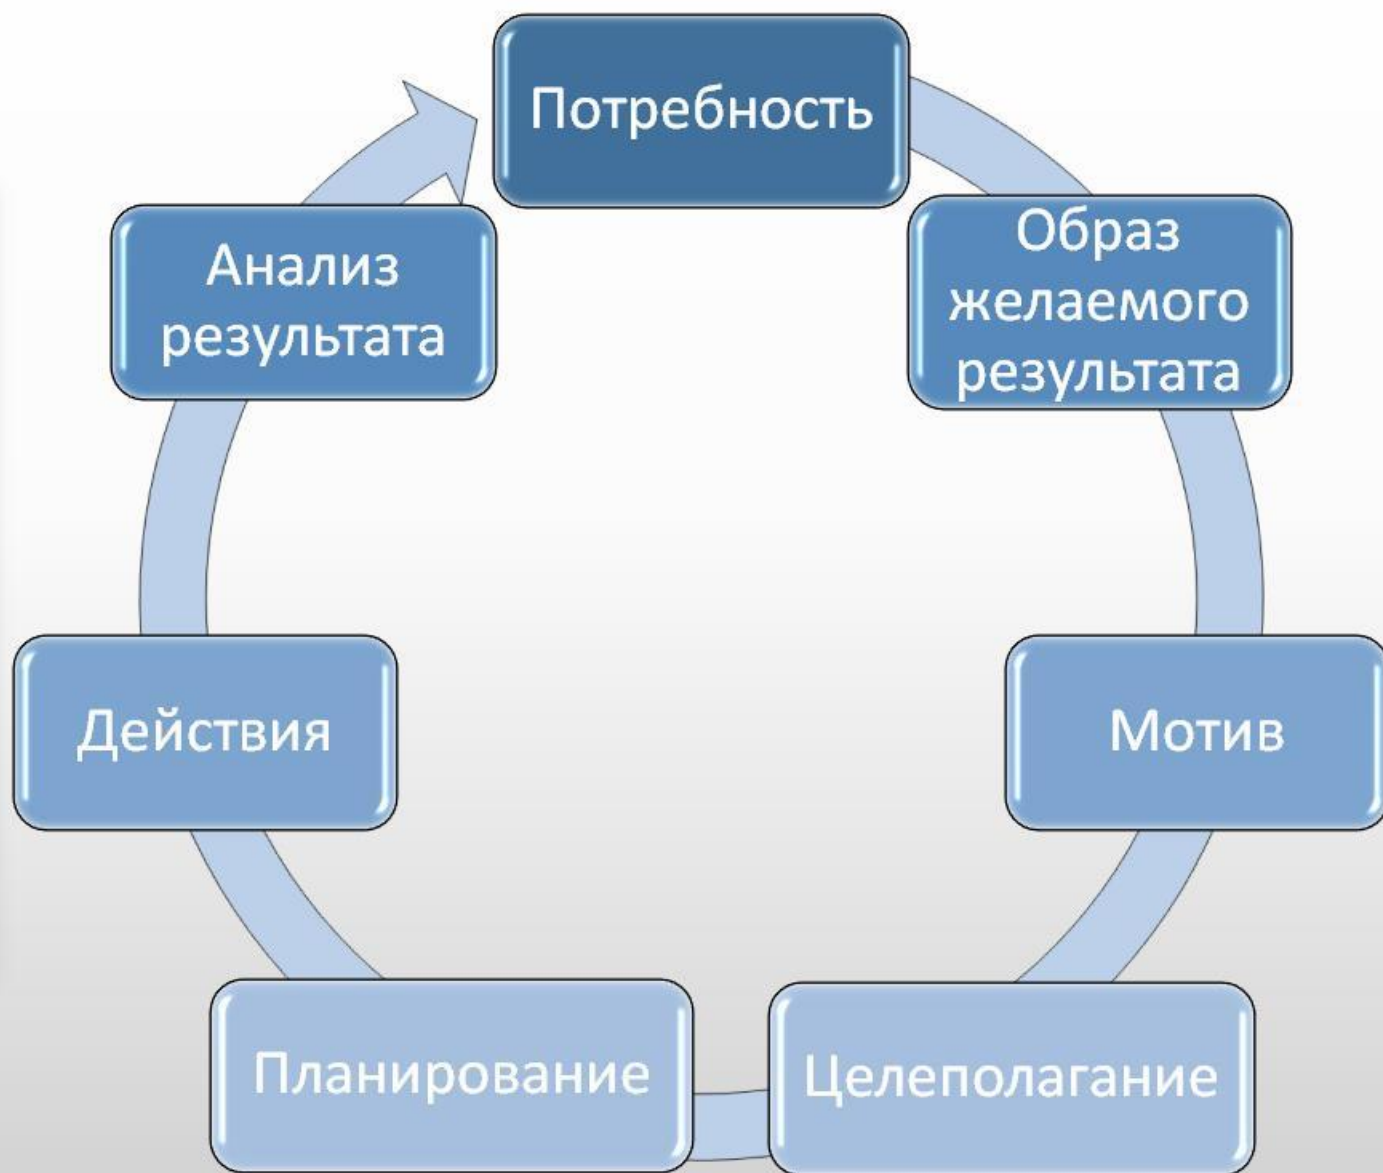 Потребность
Образ
желаемого
результата
Мотив
Целеполагание
Планирование
Действия
Анализ
результата